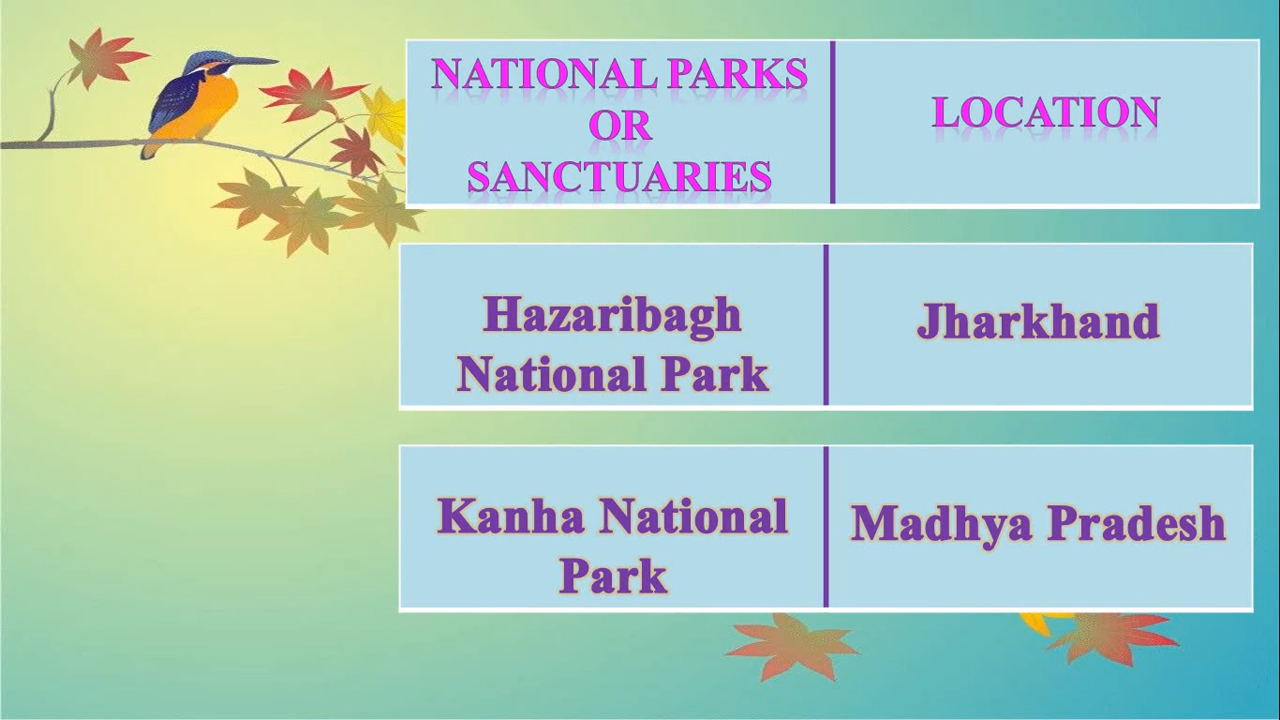 NATIONAL PARKS
OR
SANCTUARIES
LOCATION
Hazaribagh
National Park
Jharkhand
Kanha National
Park
Madhya Pradesh